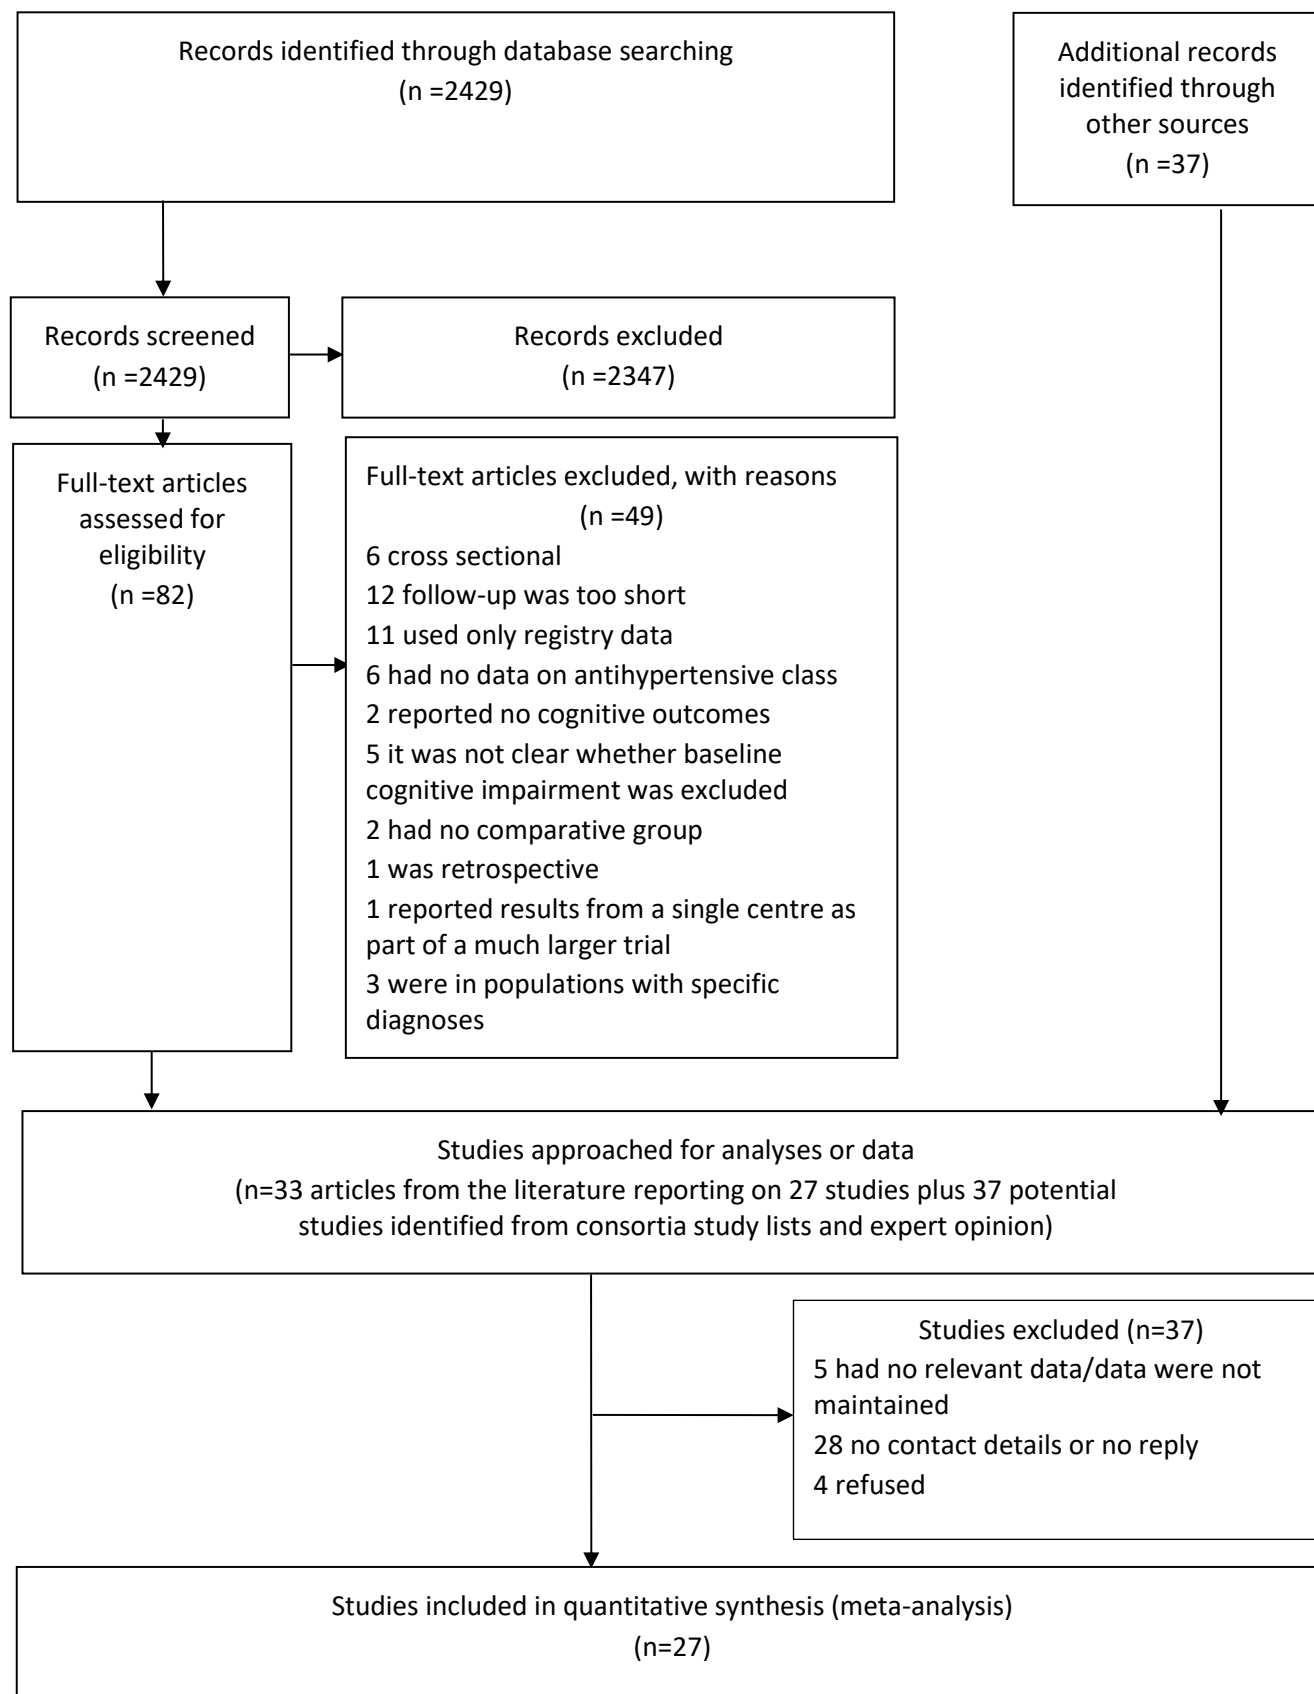 Records identified through database searching
(n =2429)
Additional records
identified through
other sources
(n =37)
Records screened
(n =2429)
Records excluded
(n =2347)
Full-text articles
assessed for
eligibility
(n =82)
Full-text articles excluded, with reasons
(n =49)
6 cross sectional
12 follow-up was too short
11 used only registry data
6 had no data on antihypertensive class
2 reported no cognitive outcomes
5 it was not clear whether baseline
cognitive impairment was excluded
2 had no comparative group
1 was retrospective
1 reported results from a single centre as
part of a much larger trial
3 were in populations with specific
diagnoses
Studies approached for analyses or data
(n=33 articles from the literature reporting on 27 studies plus 37 potential
studies identified from consortia study lists and expert opinion)
Studies excluded (n=37)
5 had no relevant data/data were not
maintained
28 no contact details or no reply
4 refused
Studies included in quantitative synthesis (meta-analysis)
(n=27)